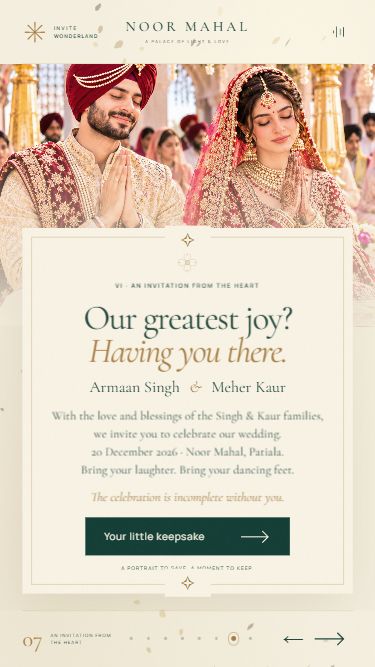 INVITE
WONDERLAND
NOOR MAHAL
A PALACE OF LIGHT & LOVE
VI · AN INVITATION FROM THE HEART
Our greatest joy?
Having you there.
Armaan Singh & Meher Kaur
With the love and blessings of the Singh & Kaur families,
we invite you to celebrate our wedding.
20 December 2026 · Noor Mahal, Patiala.
Bring your laughter. Bring your dancing feet.
The celebration is incomplete without you.
Your little keepsake
A PORTRAIT TO SAVE, A MOMENT TO KEEP
07
AN INVITATION FROM
THE HEART